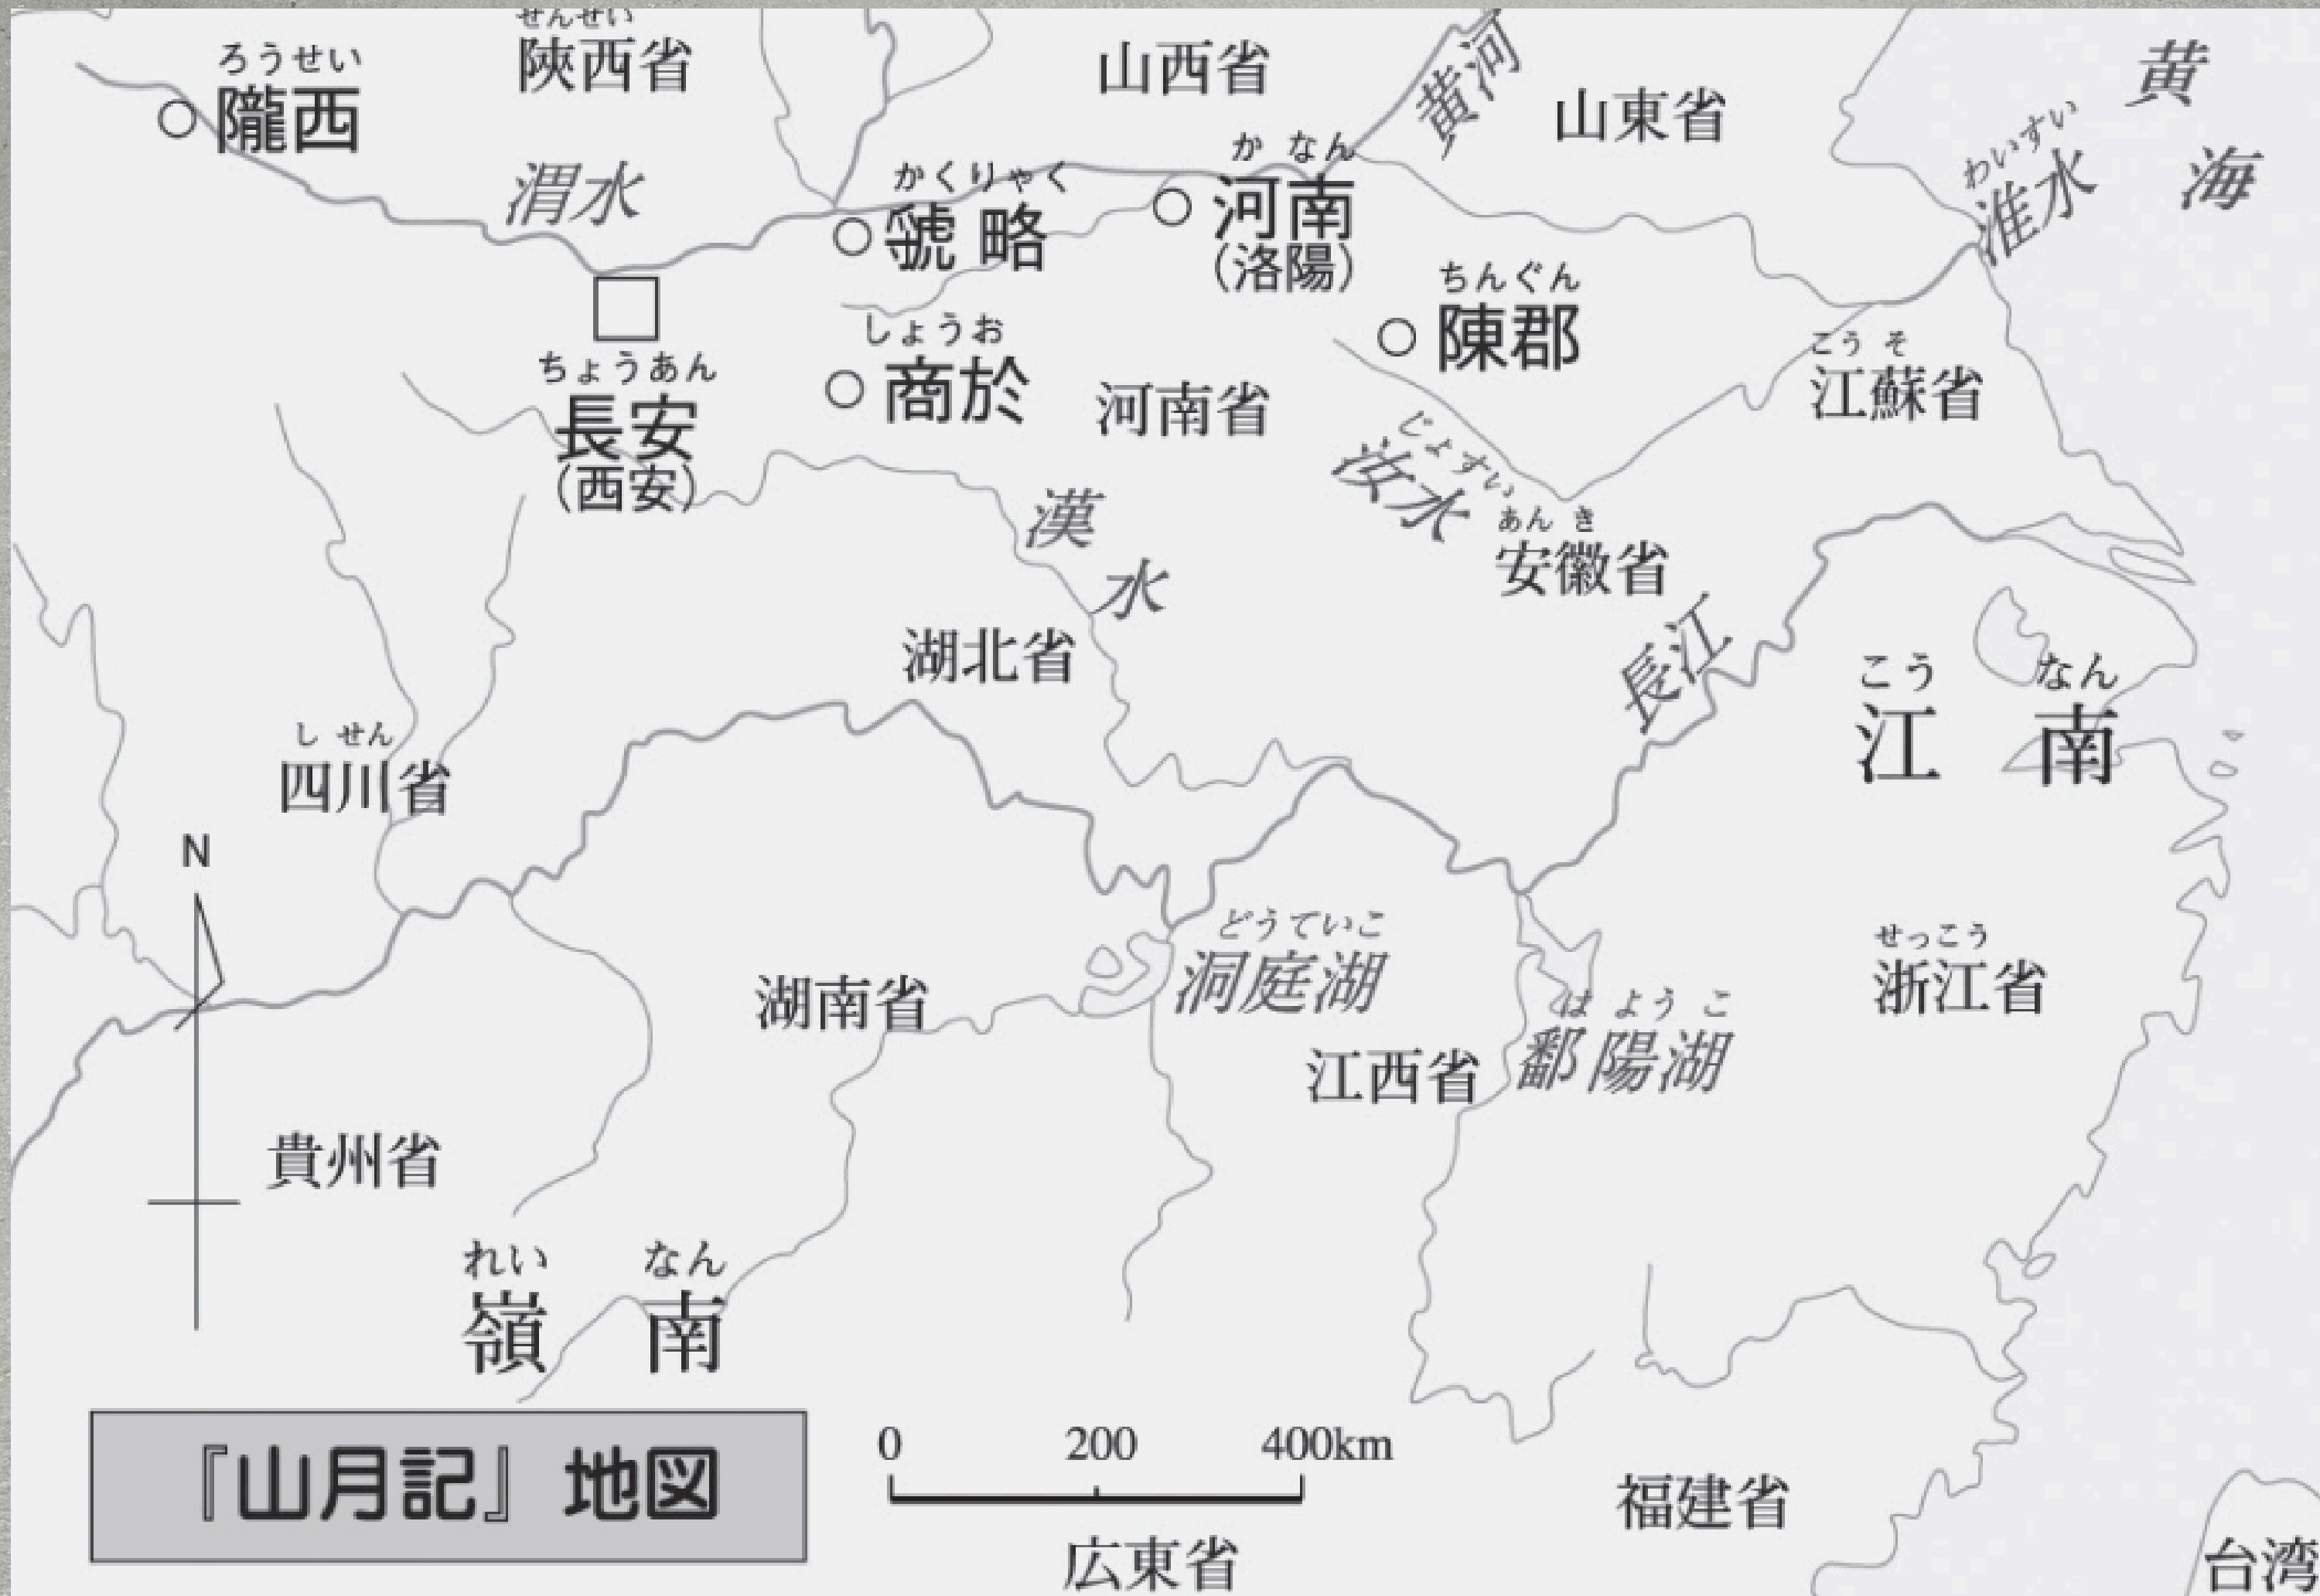 せんせい
陝西省
ろうせい
隴西
山西省
黄河
山東省
黄海
わいすい
淮水
渭水
かくりゃく
虢略
かなん
河南
(洛陽)
ちんぐん
陳郡
しょうお
商於
ちょうあん
長安
(西安)
河南省
こうそ
江蘇省
じょすい
汝水
あんき
安徽省
漢水
湖北省
長江
こうなん
江南
しせん
四川省
N
どうていこ
洞庭湖
湖南省
はようこ
鄱陽湖
江西省
せっこう
浙江省
貴州省
れいなん
嶺南
『山月記』地図
0 200 400km
広東省
福建省
台湾